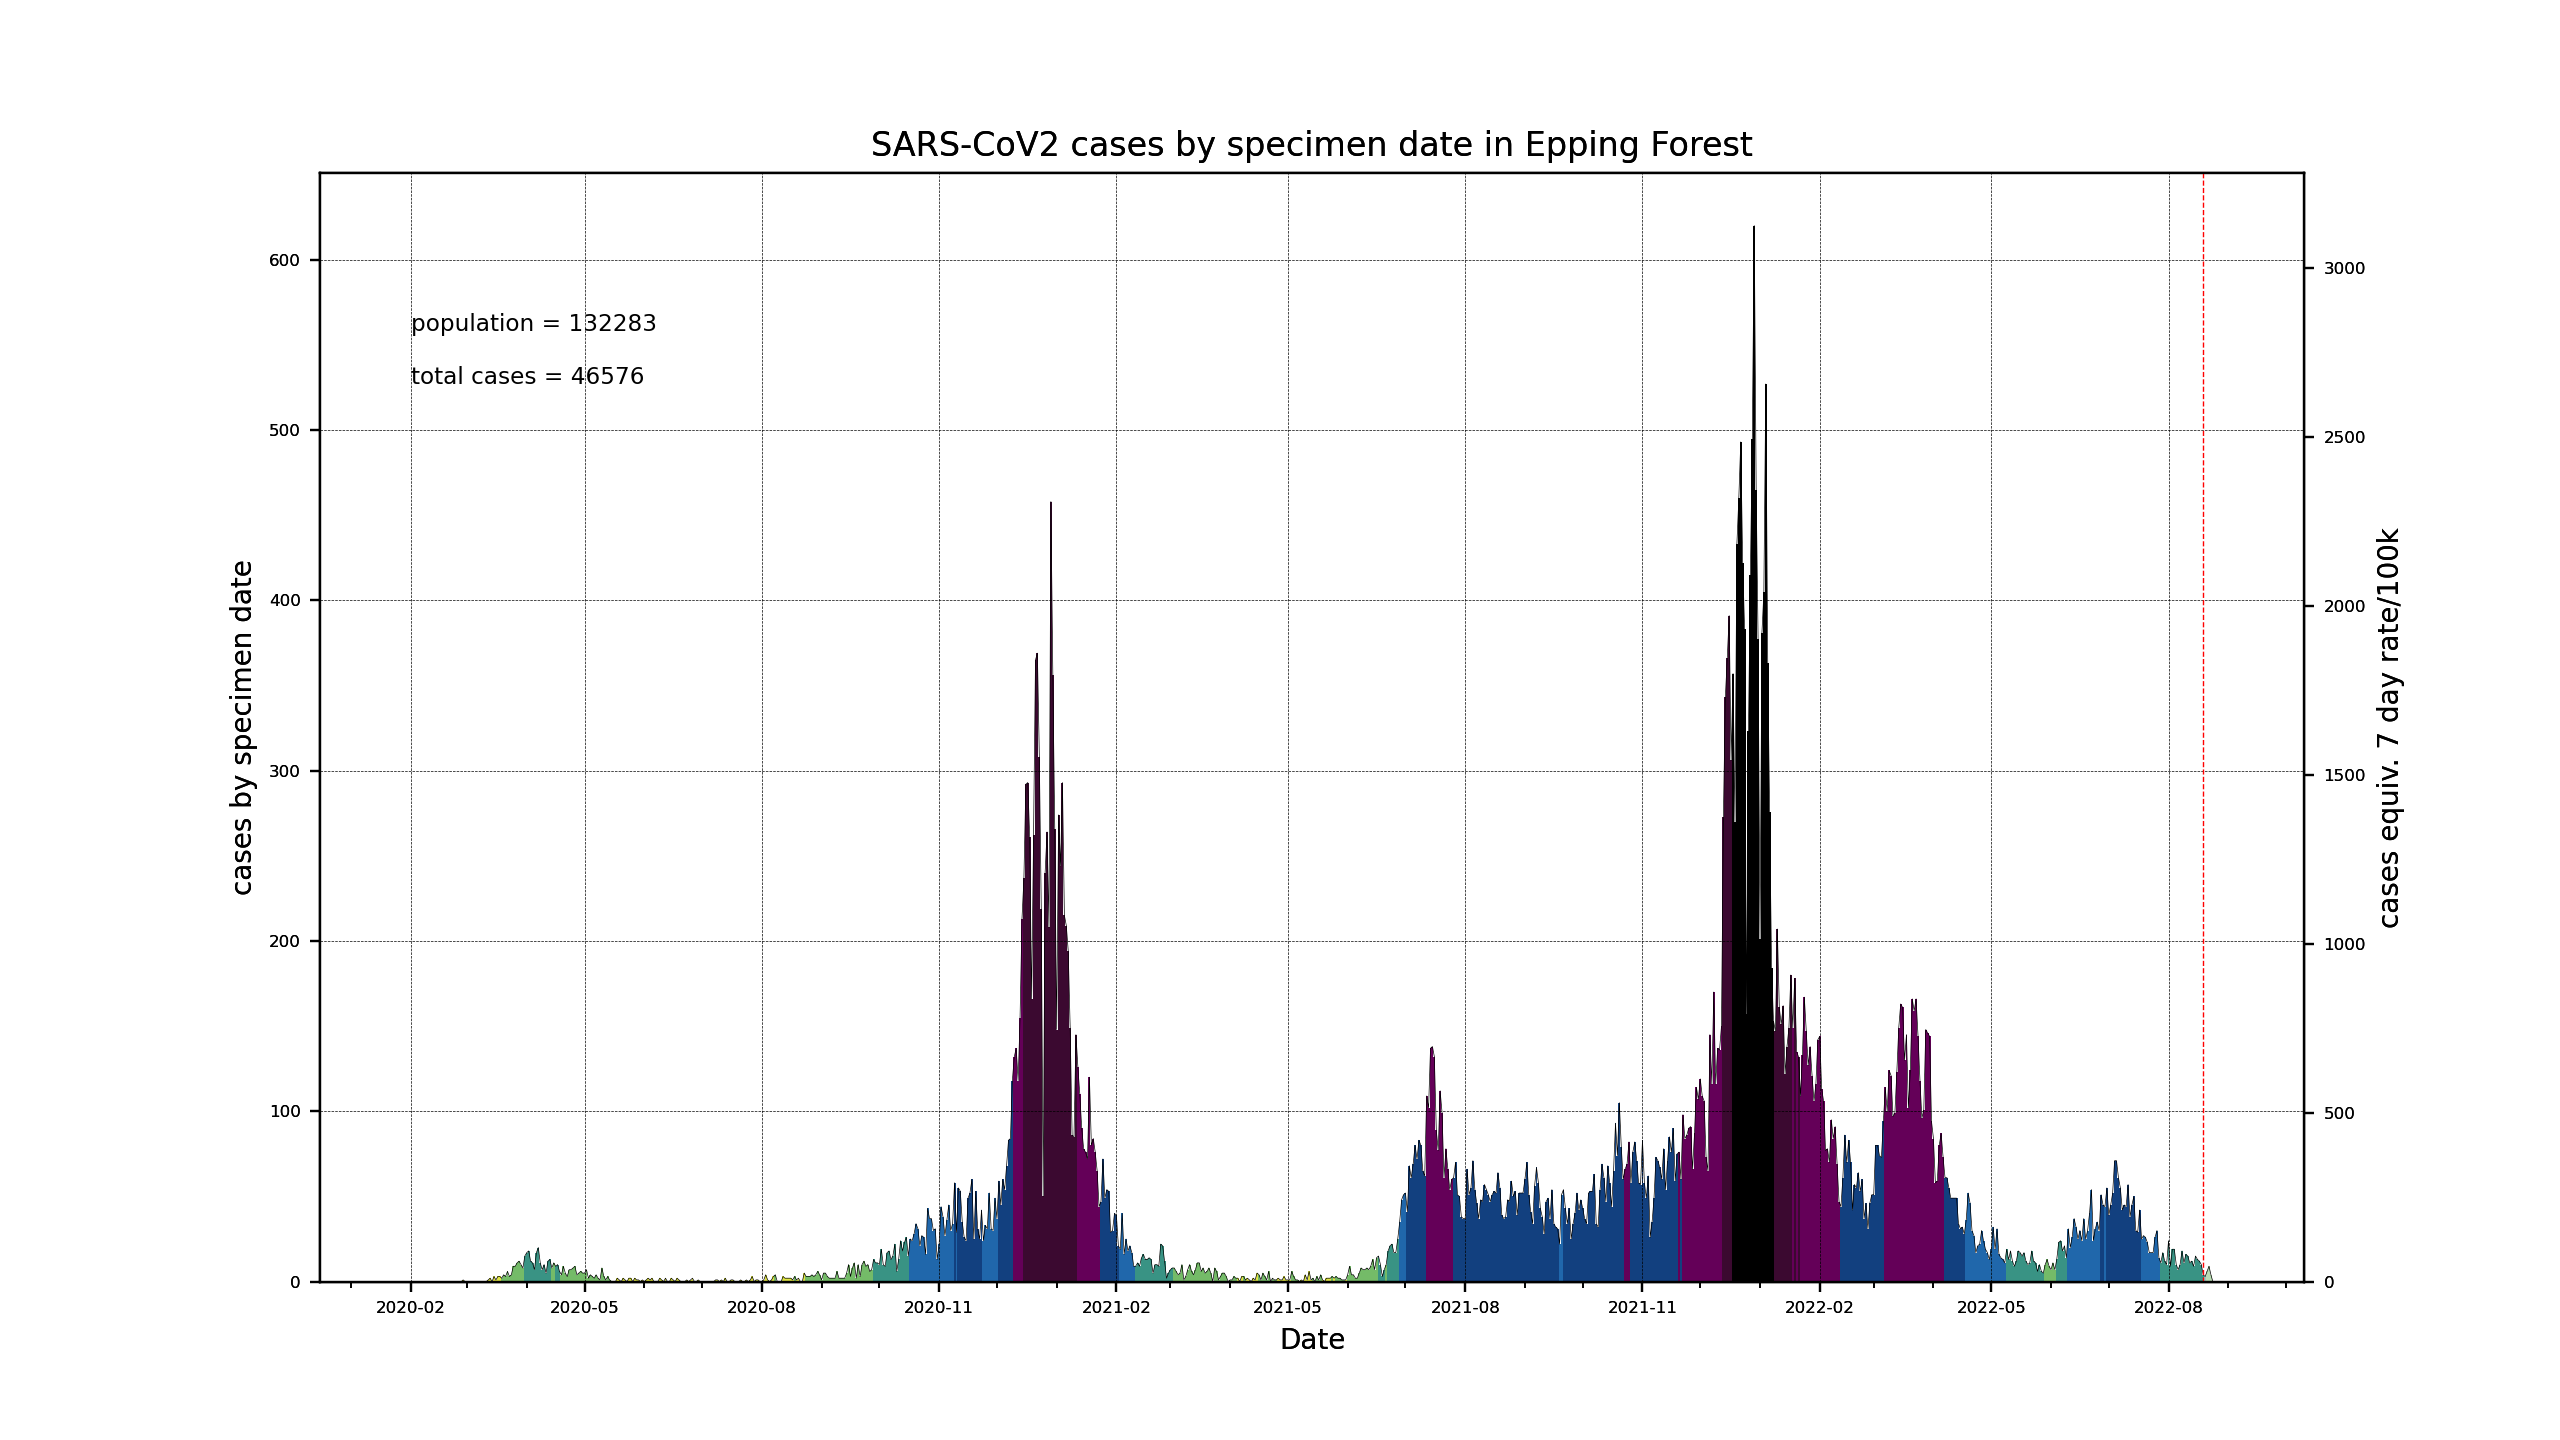 SARS-CoV2 cases by specimen date in Epping Forest
population = 132283
total cases = 46576
cases by specimen date
600
500
400
300
200
100
0
3000
2500
2000
1500
1000
500
0
cases equiv. 7 day rate/100k
2020-02 2020-05 2020-08 2020-11 2021-02 2021-05 2021-08 2021-11 2022-02 2022-05 2022-08
Date